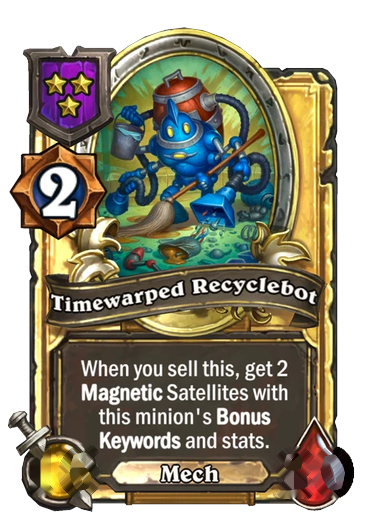 2
Timewarped Recyclebot
When you sell this, get 2
Magnetic Satellites with
this minion's Bonus
Keywords and stats.
Mech